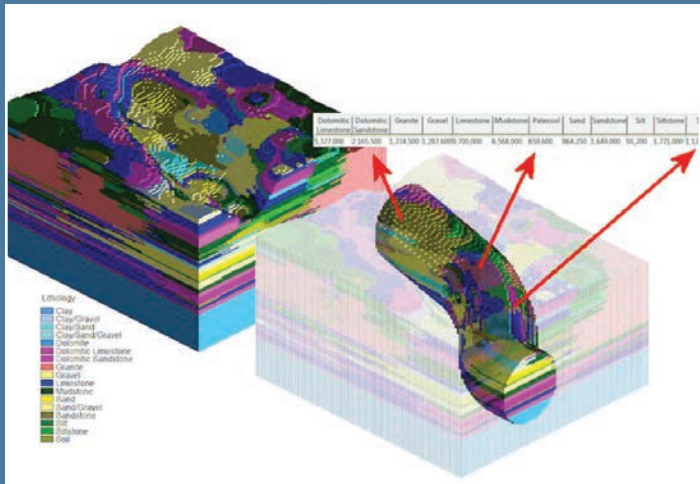 Dolomitic Limestone Dolomitic Sandstone Granite Gravel Limestone Mudstone Paleosol Sand Sandstone Silt Siltstone
5,327,000 2,165,500 1,234,500 1,287,600 9,700,000 6,568,000 659,600 964,250 1,649,000 91,200 1,771,000
Lithology
Clay
Clay/Gravel
Clay/Sand
Clay/Sand/Gravel
Dolomite
Dolomitic Limestone
Dolomitic Sandstone
Granite
Gravel
Limestone
Mudstone
Sand
Sand/Gravel
Sandstone
Silt
Siltstone
Soil